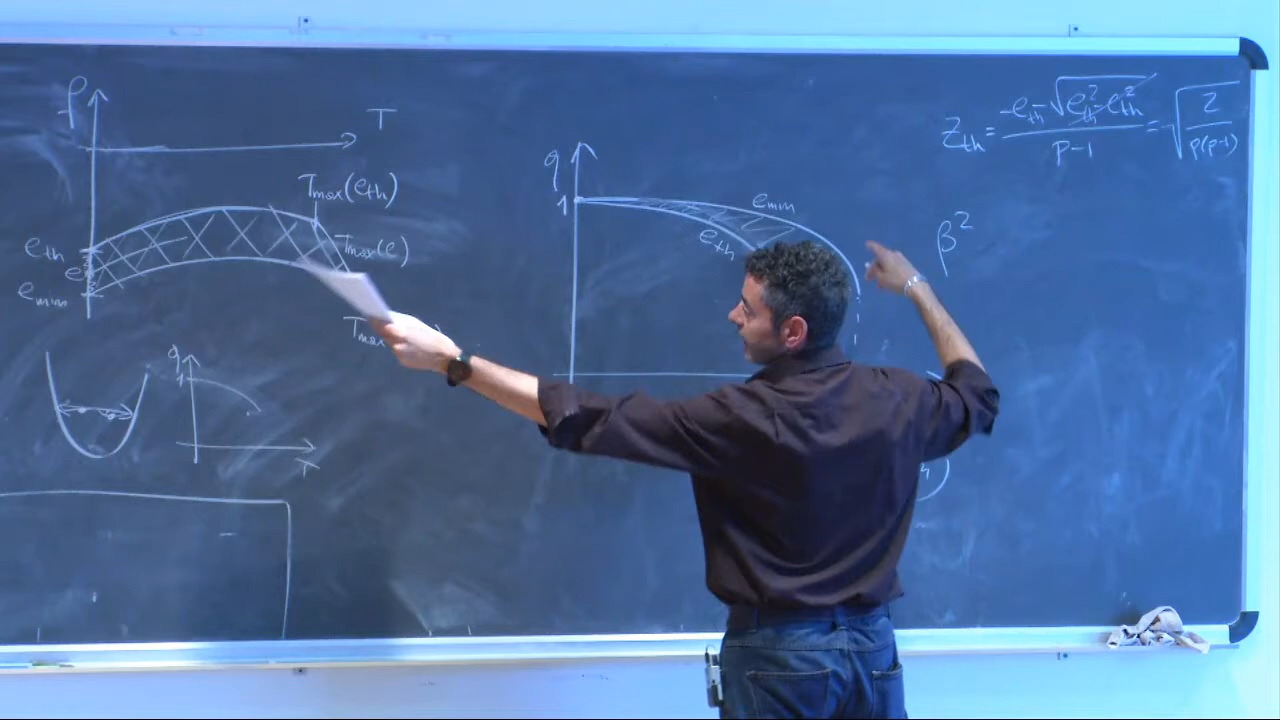 f
T
T_max(e_th)
e_th
e
T_max(e)
e_min
T_max
q
1
T
q
1
e_min
e_th
z_th = (-e_th - √(e_th² - e_th²)) / (p-1) = √(2 / (p(p-1)))
β²